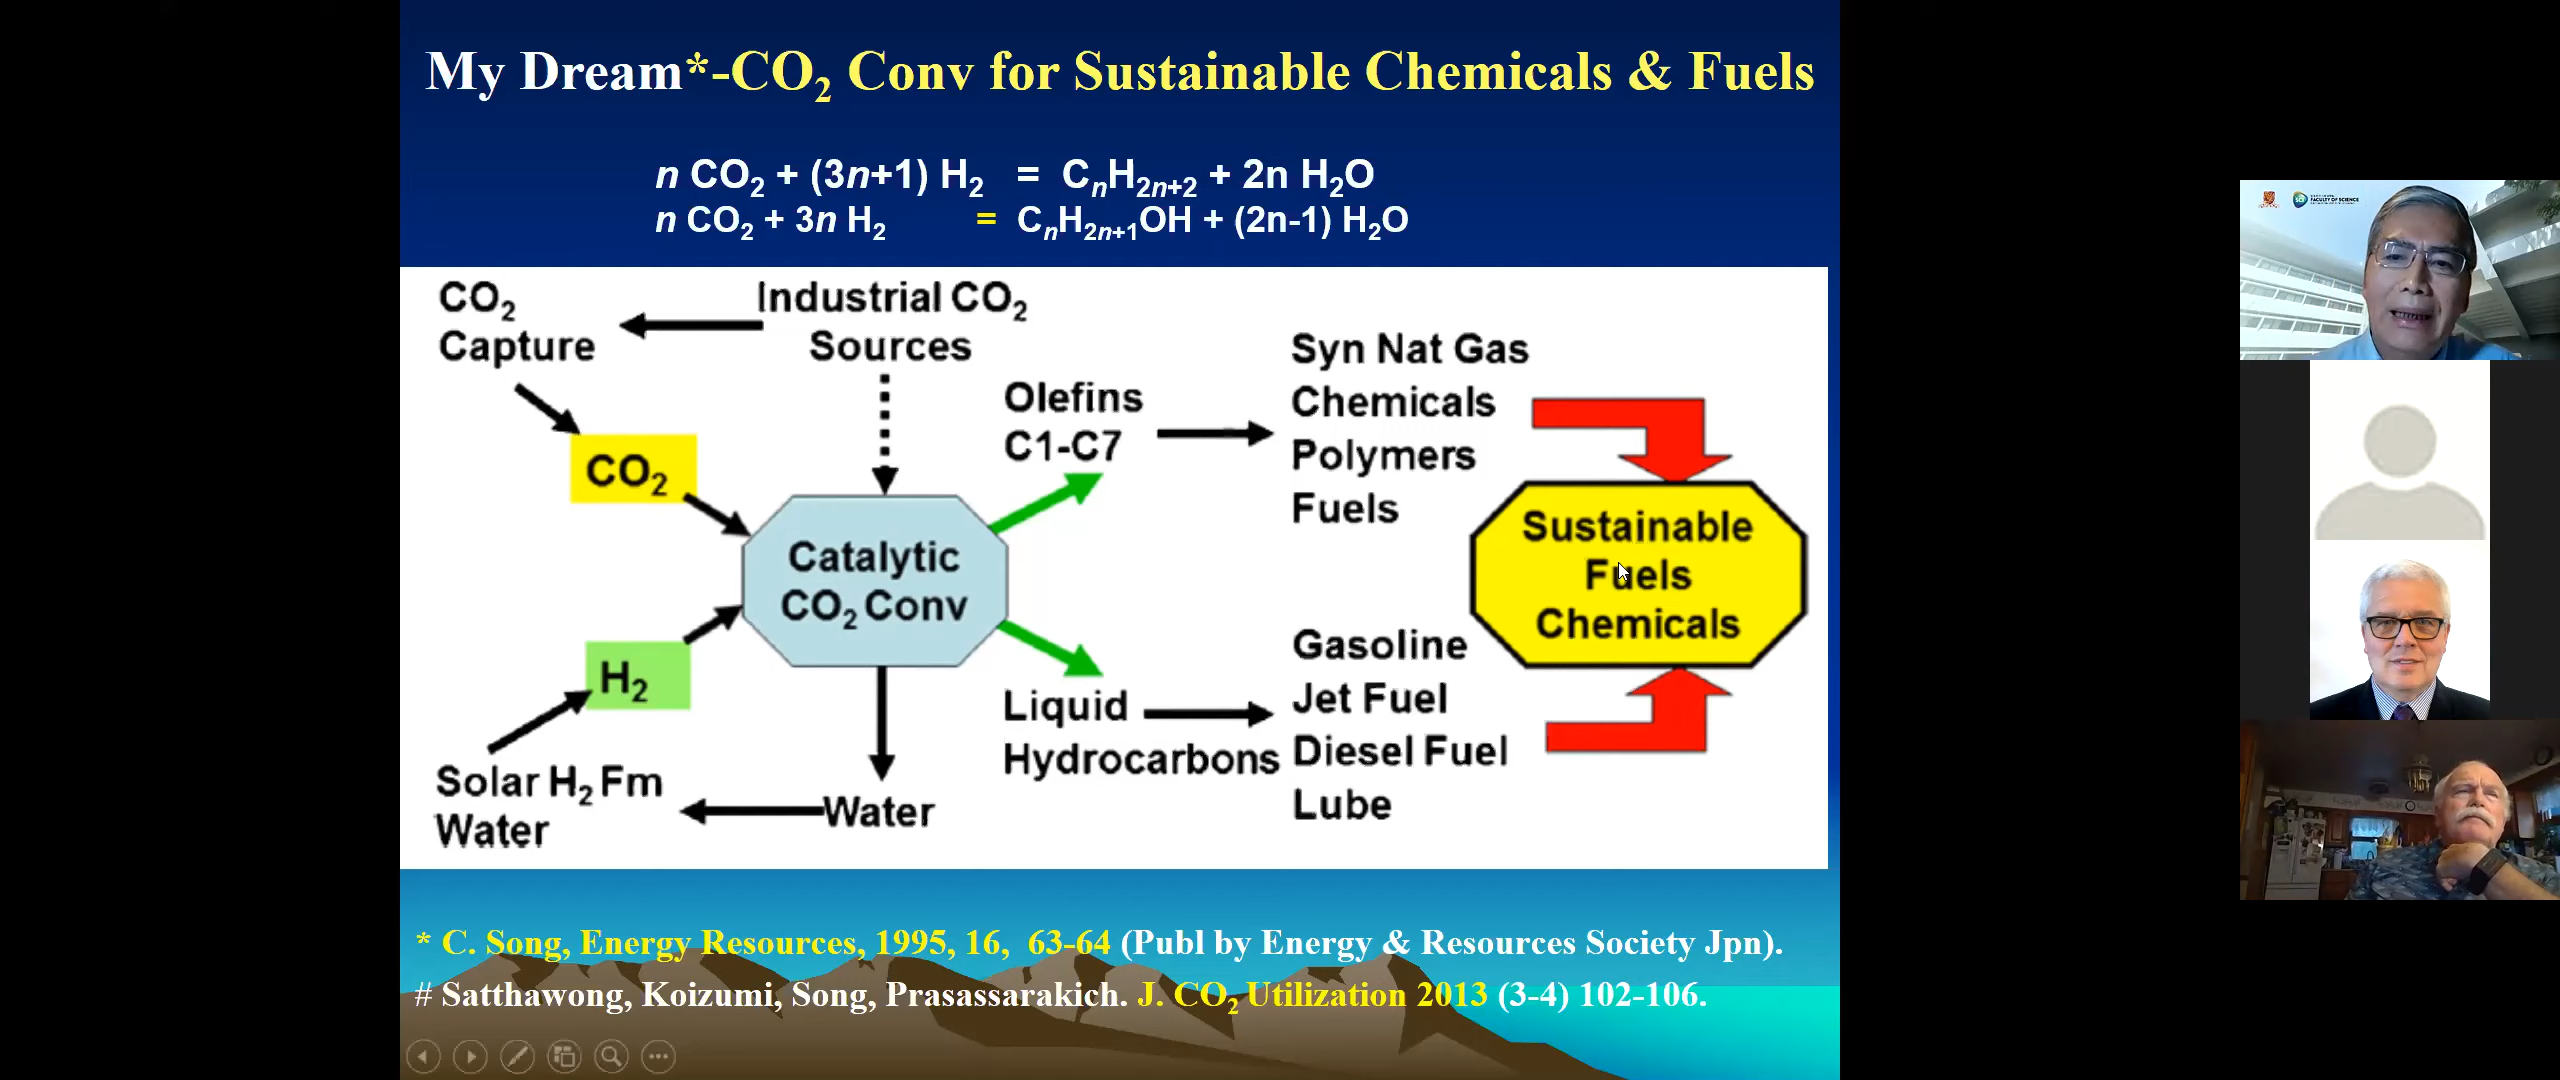 My Dream*-CO₂ Conv for Sustainable Chemicals & Fuels
n CO₂ + (3n+1) H₂ = CₙH₂ₙ₊₂ + 2n H₂O
n CO₂ + 3n H₂ = CₙH₂ₙ₊₁OH + (2n-1) H₂O
CO₂
Capture
Industrial CO₂
Sources
CO₂
H₂
Solar H₂ Fm
Water
Catalytic
CO₂ Conv
Water
Olefins
C1-C7
Liquid
Hydrocarbons
Syn Nat Gas
Chemicals
Polymers
Fuels
Gasoline
Jet Fuel
Diesel Fuel
Lube
Sustainable
Fuels
Chemicals
* C. Song, Energy Resources, 1995, 16, 63-64 (Publ by Energy & Resources Society Jpn).
# Satthawong, Koizumi, Song, Prasassarakich. J. CO₂ Utilization 2013 (3-4) 102-106.
FACULTY OF SCIENCE